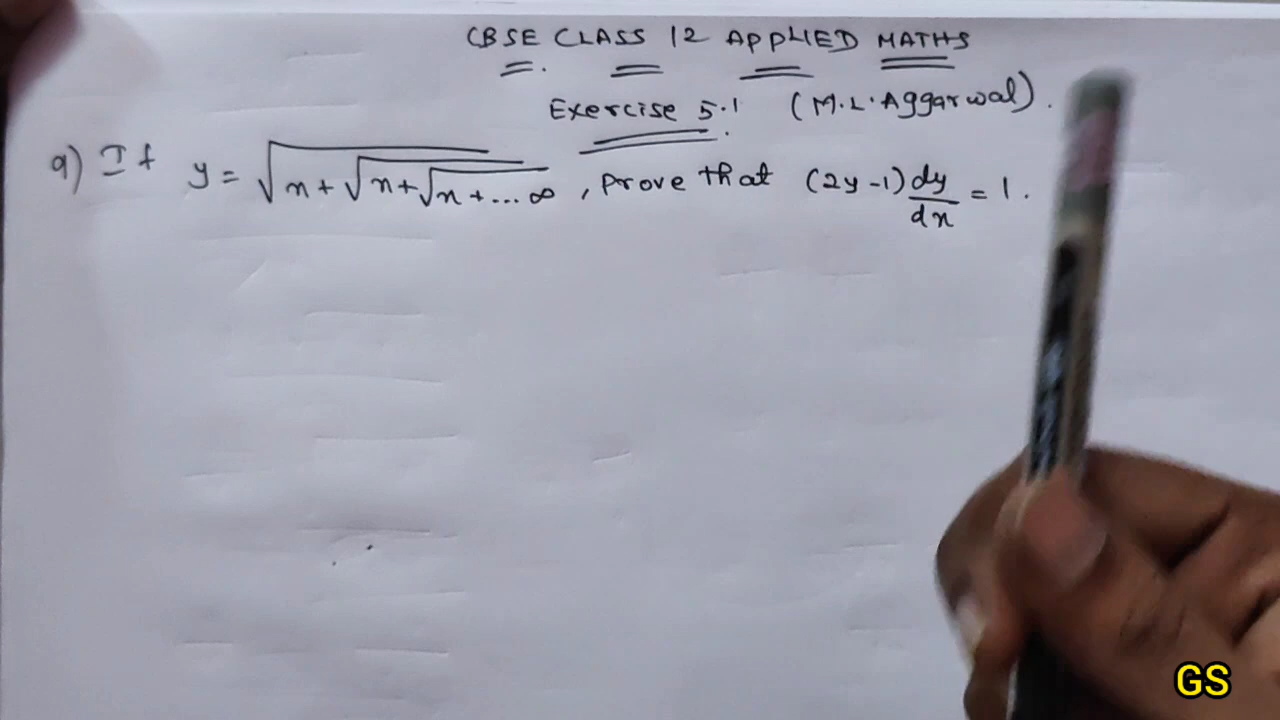 CBSE CLASS 12 APPLIED MATHS
Exercise 5.1 (M.L.Aggarwal).
9) If y = √(x + √(x + √(x + ... ∞, prove that (2y-1) dy/dx = 1.
GS